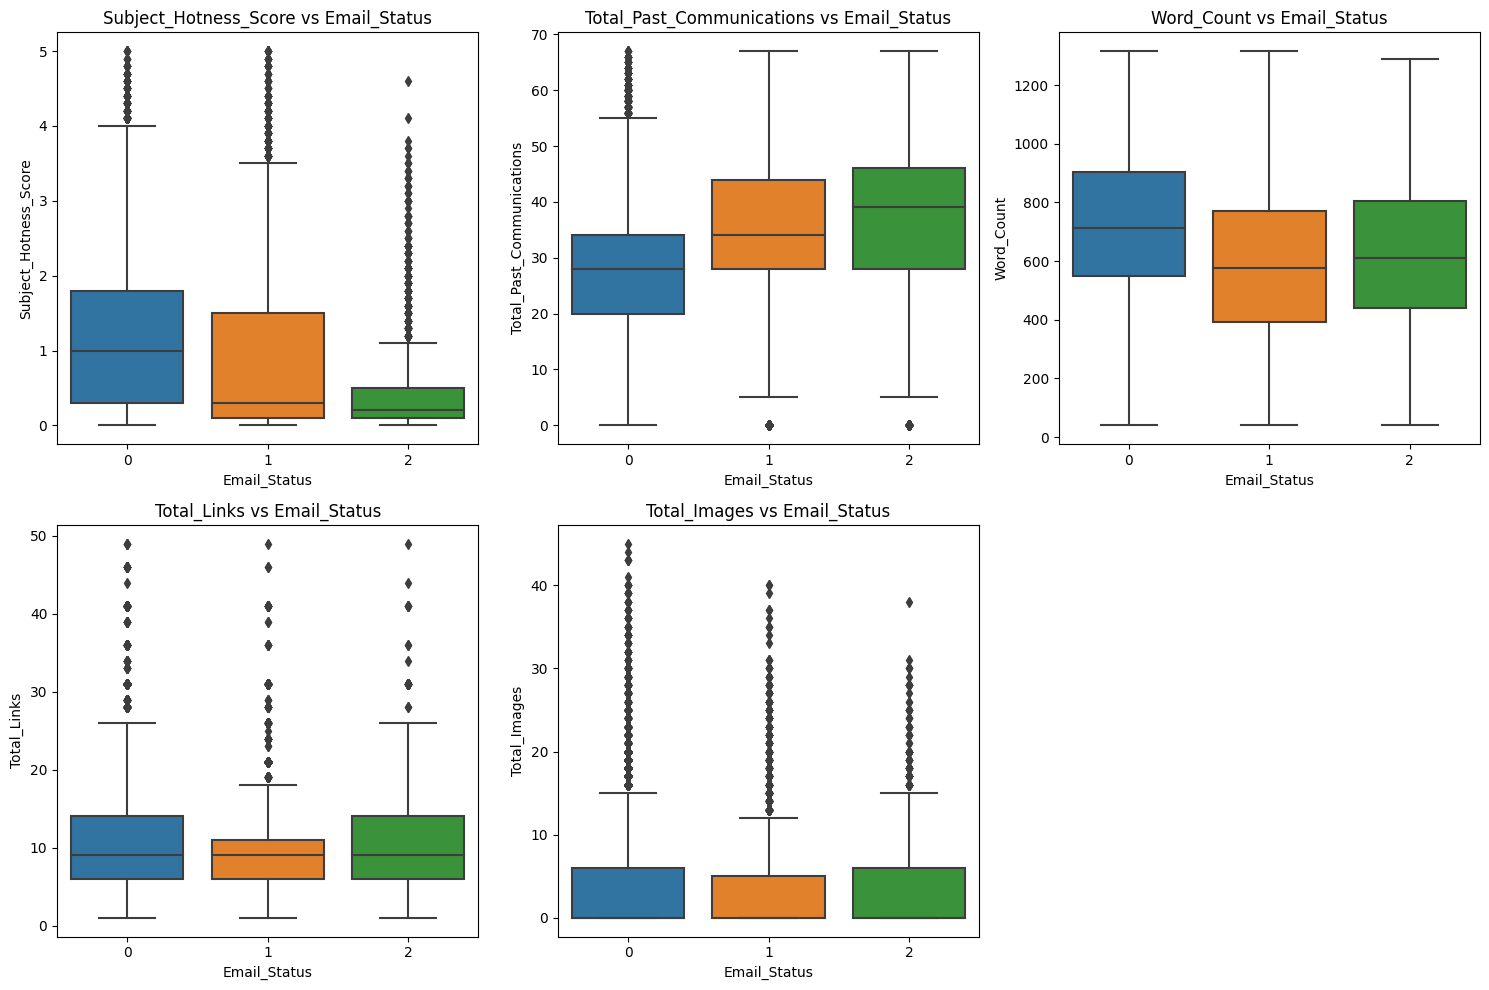 Subject_Hotness_Score vs Email_Status
Subject_Hotness_Score
5
4
3
2
1
0
0 1 2
Email_Status
Total_Past_Communications vs Email_Status
Total_Past_Communications
70
60
50
40
30
20
10
0
0 1 2
Email_Status
Word_Count vs Email_Status
Word_Count
1200
1000
800
600
400
200
0
0 1 2
Email_Status
Total_Links vs Email_Status
Total_Links
50
40
30
20
10
0
0 1 2
Email_Status
Total_Images vs Email_Status
Total_Images
40
30
20
10
0
0 1 2
Email_Status